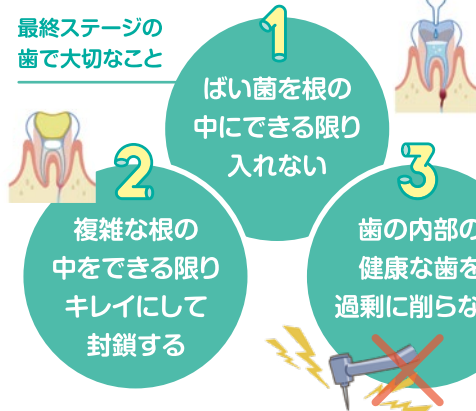 最終ステージの
歯で大切なこと
1
ばい菌を根の
中にできる限り
入れない
2
複雑な根の
中をできる限り
キレイにして
封鎖する
3
歯の内部の
健康な歯を
過剰に削らな